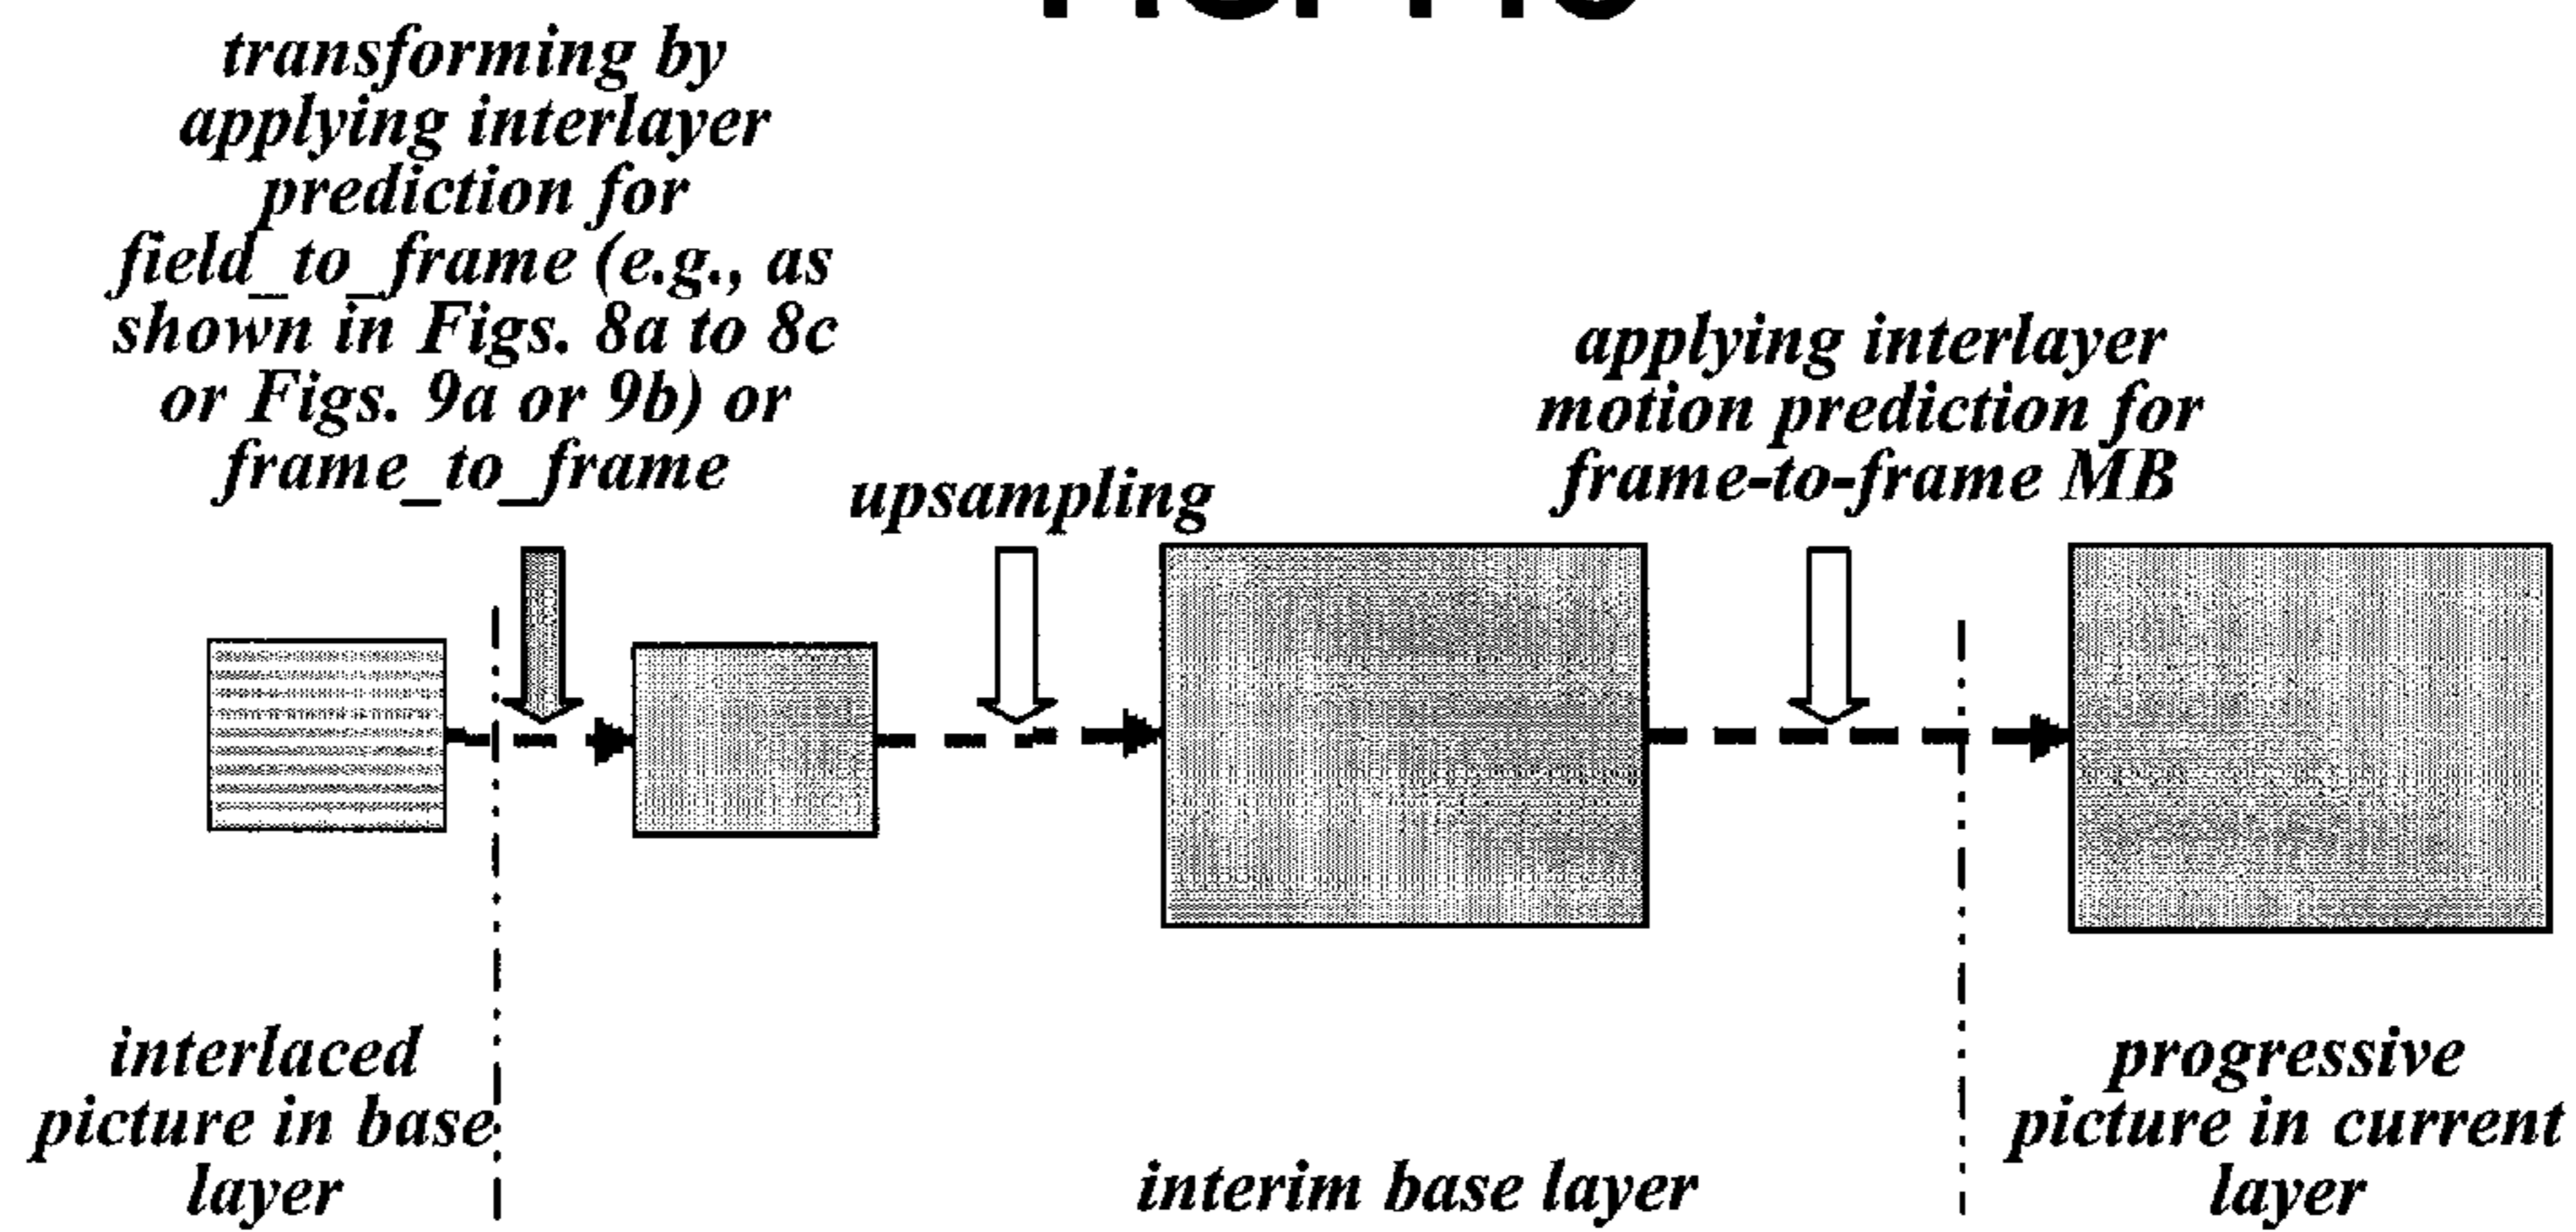 transforming by
applying interlayer
prediction for
field_to_frame (e.g., as
shown in Figs. 8a to 8c
or Figs. 9a or 9b) or
frame_to_frame
upsampling
applying interlayer
motion prediction for
frame-to-frame MB
interlaced
picture in base
layer
interim base layer
progressive
picture in current
layer